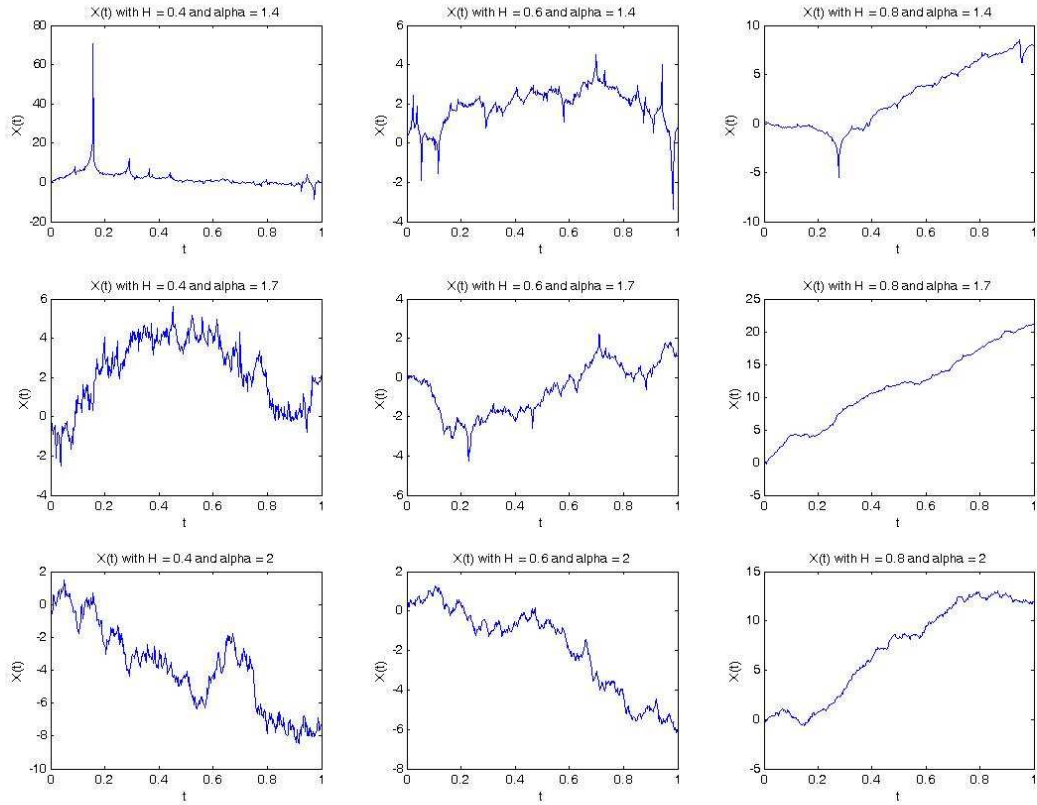 X(t) with H = 0.4 and alpha = 1.4
80
60
40
20
0
-20
X(t)
0 0.2 0.4 0.6 0.8 1
t
X(t) with H = 0.6 and alpha = 1.4
6
4
2
0
-2
-4
X(t)
0 0.2 0.4 0.6 0.8 1
t
X(t) with H = 0.8 and alpha = 1.4
10
5
0
-5
-10
X(t)
0 0.2 0.4 0.6 0.8 1
t
X(t) with H = 0.4 and alpha = 1.7
6
4
2
0
-2
-4
X(t)
0 0.2 0.4 0.6 0.8 1
t
X(t) with H = 0.6 and alpha = 1.7
4
2
0
-2
-4
-6
X(t)
0 0.2 0.4 0.6 0.8 1
t
X(t) with H = 0.8 and alpha = 1.7
25
20
15
10
5
0
-5
X(t)
0 0.2 0.4 0.6 0.8 1
t
X(t) with H = 0.4 and alpha = 2
2
0
-2
-4
-6
-8
-10
X(t)
0 0.2 0.4 0.6 0.8 1
t
X(t) with H = 0.6 and alpha = 2
2
0
-2
-4
-6
-8
X(t)
0 0.2 0.4 0.6 0.8 1
t
X(t) with H = 0.8 and alpha = 2
15
10
5
0
-5
X(t)
0 0.2 0.4 0.6 0.8 1
t